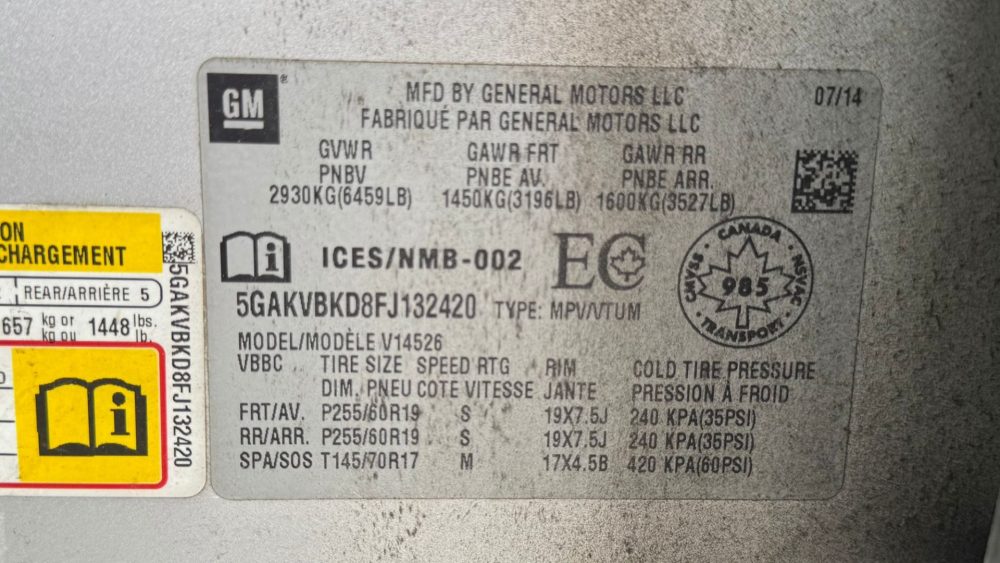 ON
CHARGEMENT
REAR/ARRIÈRE 5
657 kg or kg ou 1448 lbs. lb.
5GAKVBKD8FJ132420
GM®
MFD BY GENERAL MOTORS LLC 07/14
FABRIQUÉ PAR GENERAL MOTORS LLC
GVWR GAWR FRT GAWR RR
PNBV PNBE AV. PNBE ARR.
2930KG(6459LB) 1450KG(3196LB) 1600KG(3527LB)
i ICES/NMB-002 EC
CANADA
CMVSS 985 NSVAC
TRANSPORT
5GAKVBKD8FJ132420 TYPE: MPV/VTUM
MODEL/MODÈLE V14526
VBBC TIRE SIZE SPEED RTG RIM COLD TIRE PRESSURE
DIM. PNEU COTE VITESSE JANTE PRESSION À FROID
FRT/AV. P255/60R19 S 19X7.5J 240 KPA(35PSI)
RR/ARR. P255/60R19 S 19X7.5J 240 KPA(35PSI)
SPA/SOS T145/70R17 M 17X4.5B 420 KPA(60PSI)
i